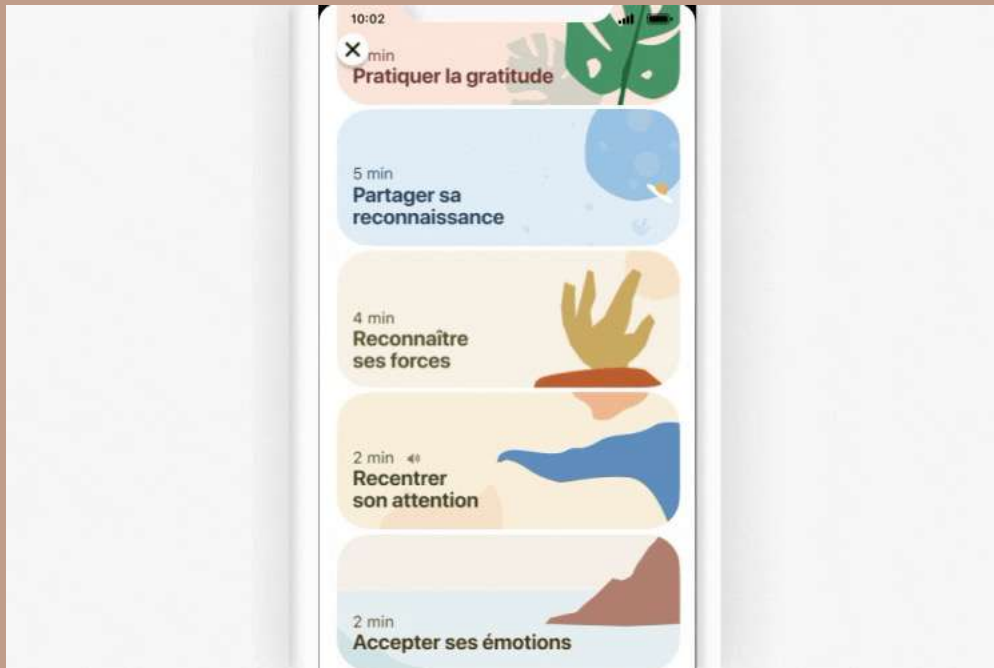 10:02
min
Pratiquer la gratitude
5 min
Partager sa
reconnaissance
4 min
Reconnaître
ses forces
2 min
Recentrer
son attention
2 min
Accepter ses émotions